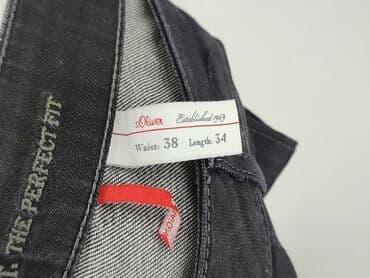 s.Oliver Established 1969
Waist: 38 Length: 34
THE PERFECT FIT